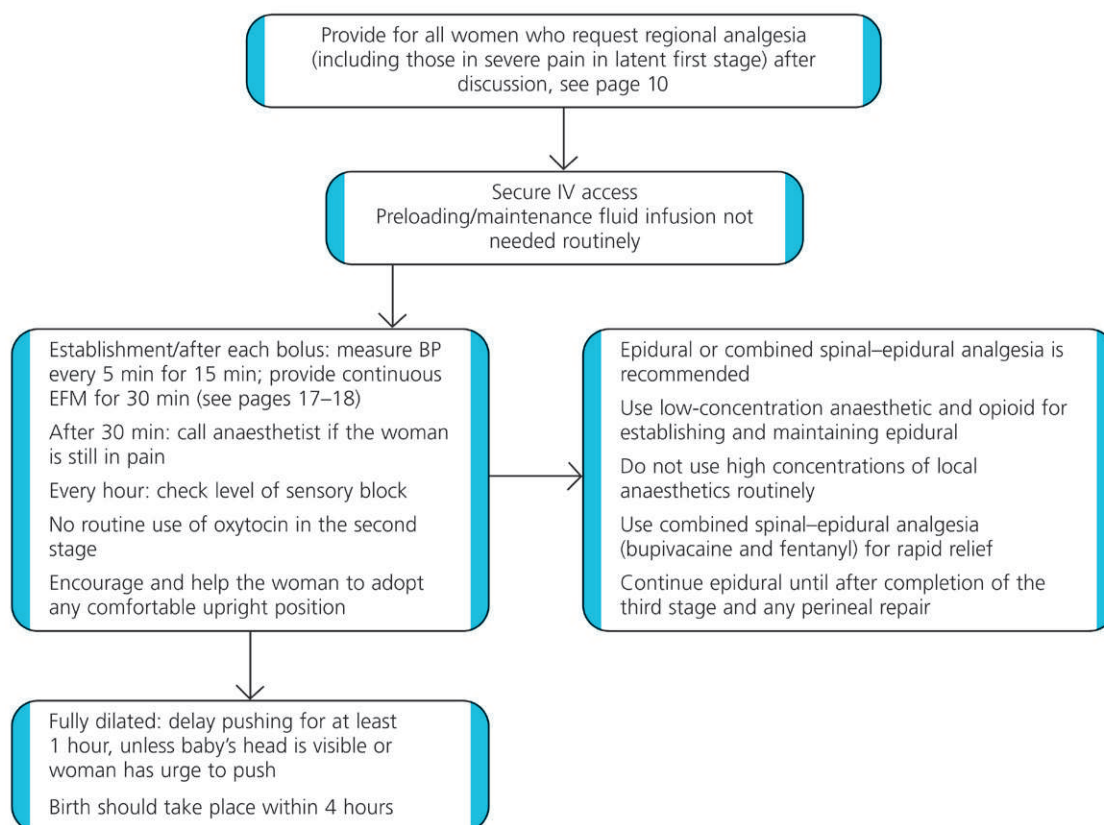 Provide for all women who request regional analgesia
(including those in severe pain in latent first stage) after
discussion, see page 10
Secure IV access
Preloading/maintenance fluid infusion not
needed routinely
Establishment/after each bolus: measure BP
every 5 min for 15 min; provide continuous
EFM for 30 min (see pages 17–18)
After 30 min: call anaesthetist if the woman
is still in pain
Every hour: check level of sensory block
No routine use of oxytocin in the second
stage
Encourage and help the woman to adopt
any comfortable upright position
Epidural or combined spinal–epidural analgesia is
recommended
Use low-concentration anaesthetic and opioid for
establishing and maintaining epidural
Do not use high concentrations of local
anaesthetics routinely
Use combined spinal–epidural analgesia
(bupivacaine and fentanyl) for rapid relief
Continue epidural until after completion of the
third stage and any perineal repair
Fully dilated: delay pushing for at least
1 hour, unless baby’s head is visible or
woman has urge to push
Birth should take place within 4 hours